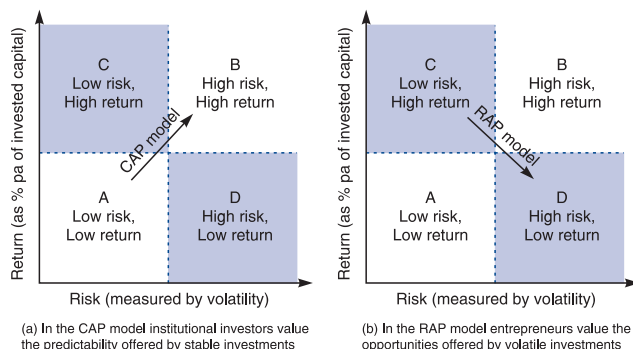 Return (as % pa of invested capital)
C
Low risk,
High return
B
High risk,
High return
CAP model
A
Low risk,
Low return
D
High risk,
Low return
Risk (measured by volatility)
(a) In the CAP model institutional investors value
the predictability offered by stable investments
Return (as % pa of invested capital)
C
Low risk,
High return
B
High risk,
High return
RAP model
A
Low risk,
Low return
D
High risk,
Low return
Risk (measured by volatility)
(b) In the RAP model entrepreneurs value the
opportunities offered by volatile investments